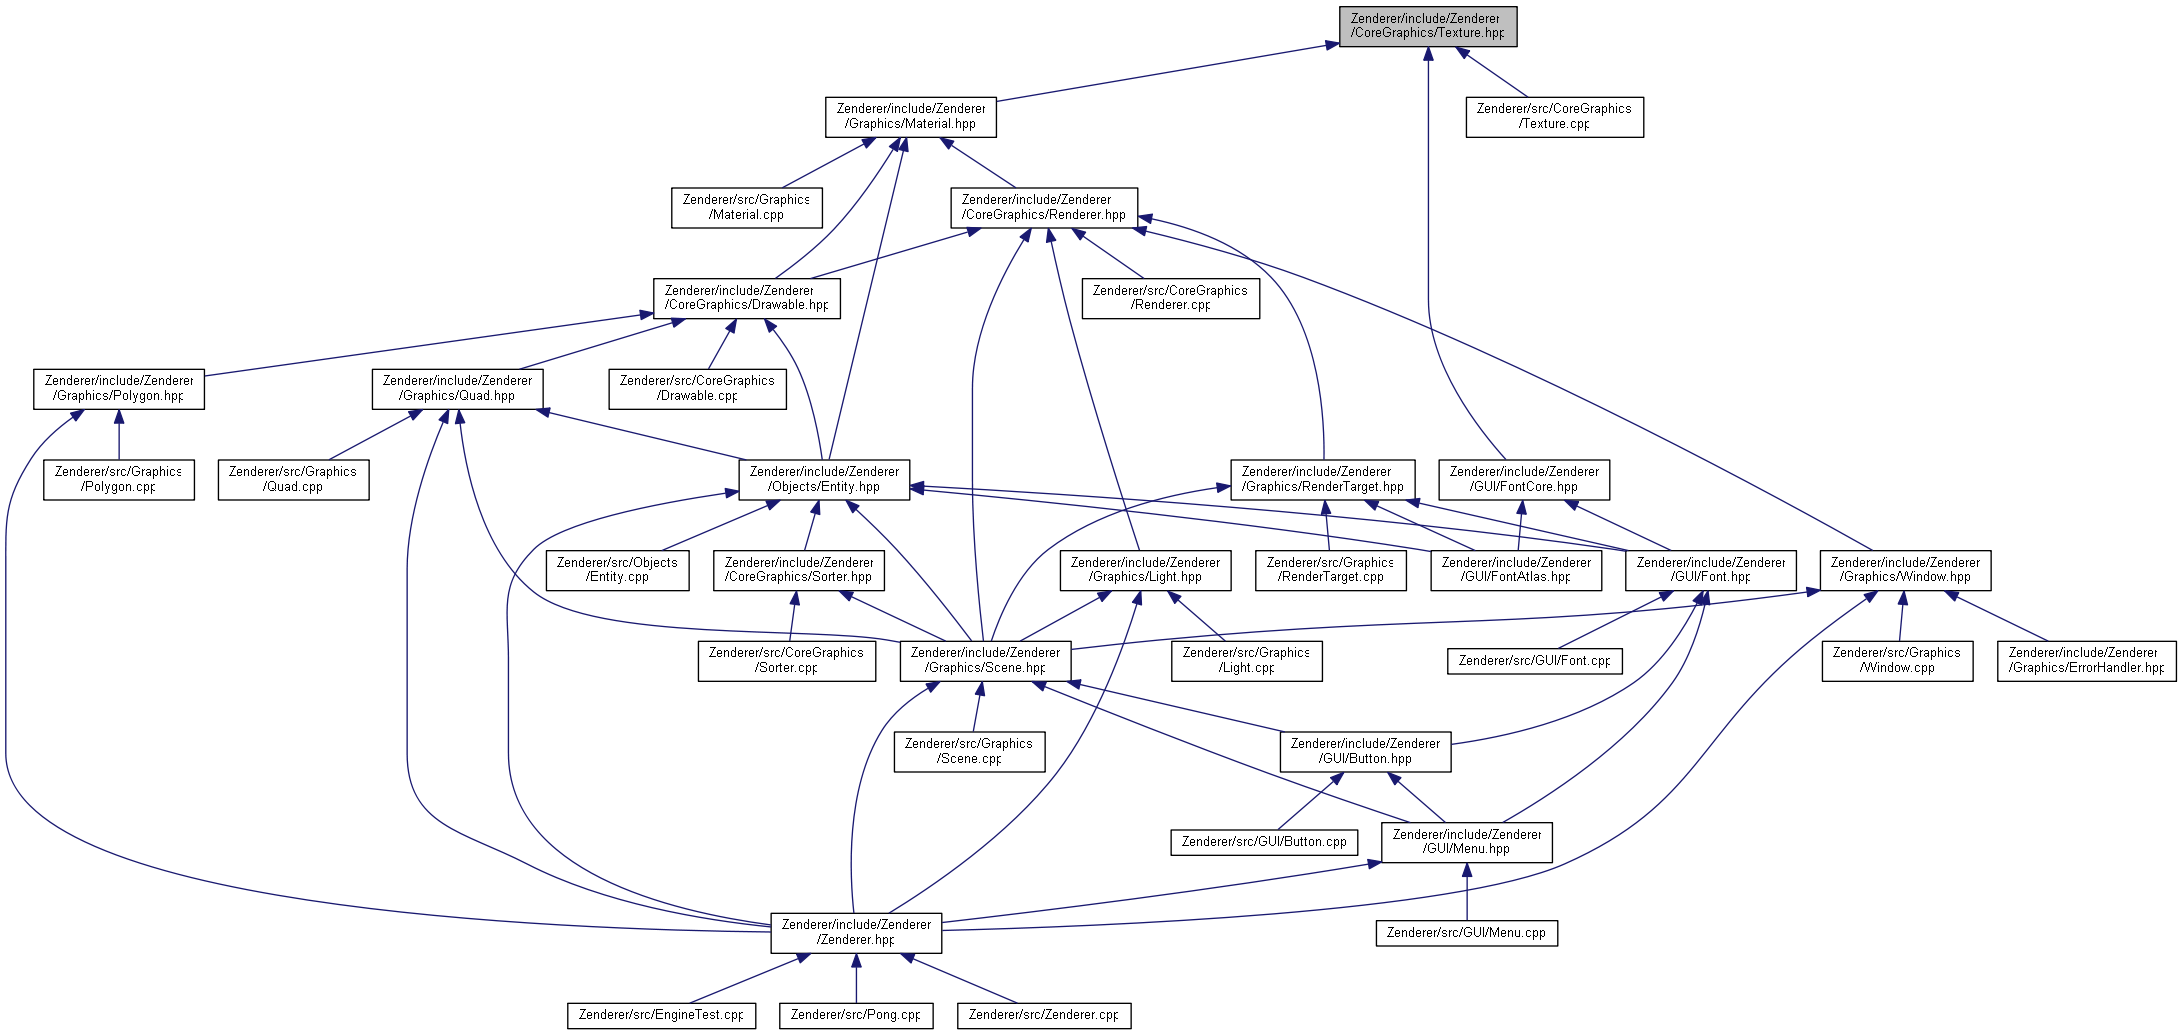 Zenderer/include/Zenderer
/CoreGraphics/Texture.hpp
Zenderer/include/Zenderer
/Graphics/Material.hpp
Zenderer/src/CoreGraphics
/Texture.cpp
Zenderer/src/Graphics
/Material.cpp
Zenderer/include/Zenderer
/CoreGraphics/Renderer.hpp
Zenderer/include/Zenderer
/CoreGraphics/Drawable.hpp
Zenderer/src/CoreGraphics
/Renderer.cpp
Zenderer/include/Zenderer
/Graphics/Polygon.hpp
Zenderer/include/Zenderer
/Graphics/Quad.hpp
Zenderer/src/CoreGraphics
/Drawable.cpp
Zenderer/src/Graphics
/Polygon.cpp
Zenderer/src/Graphics
/Quad.cpp
Zenderer/include/Zenderer
/Objects/Entity.hpp
Zenderer/include/Zenderer
/Graphics/RenderTarget.hpp
Zenderer/include/Zenderer
/GUI/FontCore.hpp
Zenderer/src/Objects
/Entity.cpp
Zenderer/include/Zenderer
/CoreGraphics/Sorter.hpp
Zenderer/include/Zenderer
/Graphics/Light.hpp
Zenderer/src/Graphics
/RenderTarget.cpp
Zenderer/include/Zenderer
/GUI/FontAtlas.hpp
Zenderer/include/Zenderer
/GUI/Font.hpp
Zenderer/include/Zenderer
/Graphics/Window.hpp
Zenderer/src/CoreGraphics
/Sorter.cpp
Zenderer/include/Zenderer
/Graphics/Scene.hpp
Zenderer/src/Graphics
/Light.cpp
Zenderer/src/GUI/Font.cpp
Zenderer/src/Graphics
/Window.cpp
Zenderer/include/Zenderer
/Graphics/ErrorHandler.hpp
Zenderer/src/Graphics
/Scene.cpp
Zenderer/include/Zenderer
/GUI/Button.hpp
Zenderer/src/GUI/Button.cpp
Zenderer/include/Zenderer
/GUI/Menu.hpp
Zenderer/include/Zenderer
/Zenderer.hpp
Zenderer/src/GUI/Menu.cpp
Zenderer/src/EngineTest.cpp
Zenderer/src/Pong.cpp
Zenderer/src/Zenderer.cpp